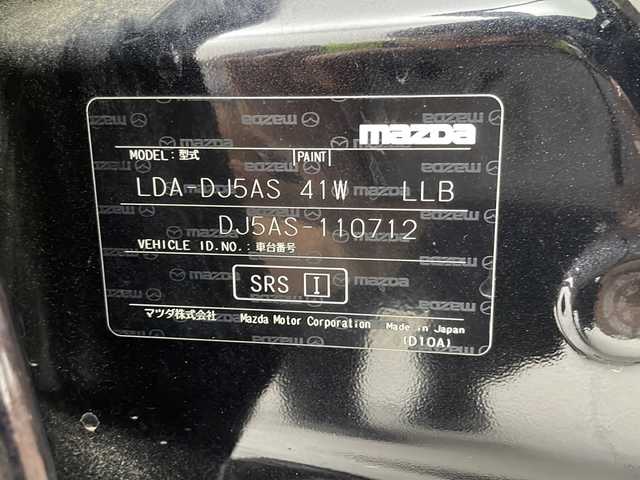 mazda
MODEL: 型式 PAINT
LDA-DJ5AS 41W LLB
DJ5AS-110712
VEHICLE ID.NO.: 車台番号
SRS I
マツダ株式会社 Mazda Motor Corporation Made in Japan
(D10A)